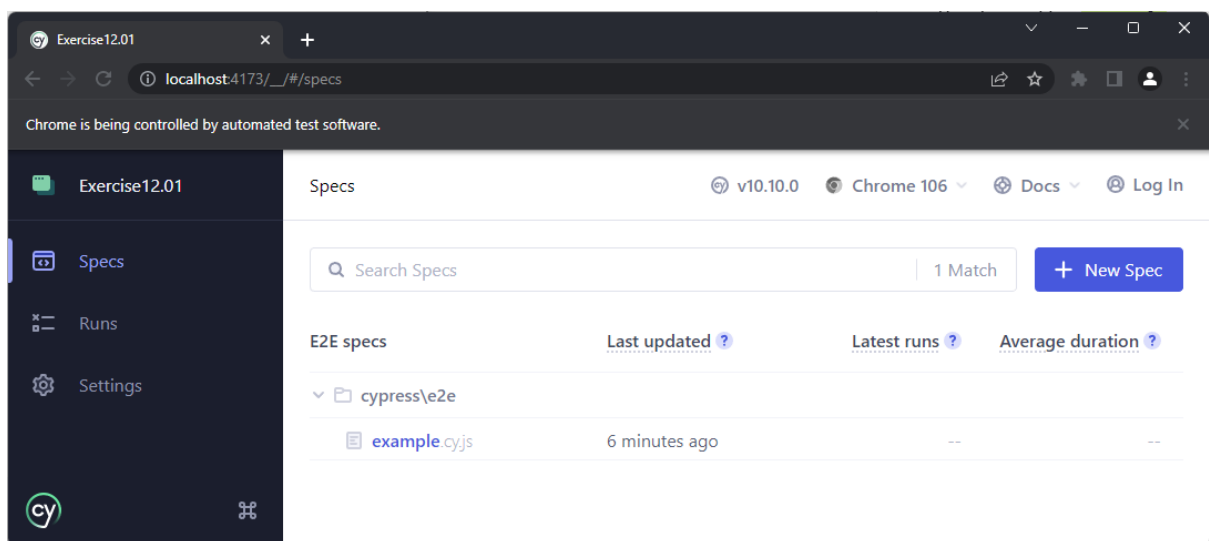 Exercise12.01
localhost:4173/__/#/specs
Chrome is being controlled by automated test software.
Exercise12.01
Specs
v10.10.0
Chrome 106
Docs
Log In
Specs
Runs
Settings
Search Specs
1 Match
+ New Spec
E2E specs
Last updated ?
Latest runs ?
Average duration ?
cypress\e2e
example.cy.js
6 minutes ago
--
--
cy